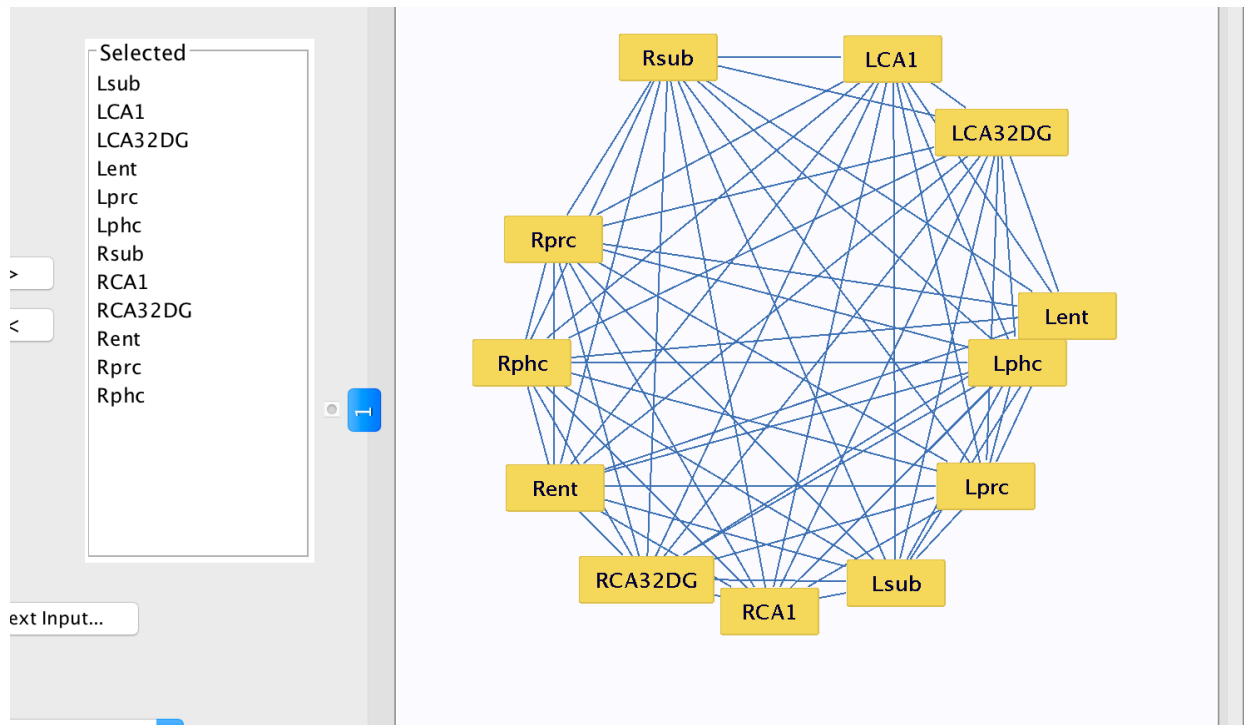 Selected
Lsub
LCA1
LCA32DG
Lent
Lprc
Lphc
Rsub
RCA1
RCA32DG
Rent
Rprc
Rphc
>
<
ext Input...
1
Rsub
LCA1
LCA32DG
Rprc
Lent
Rphc
Lphc
Rent
Lprc
RCA32DG
Lsub
RCA1